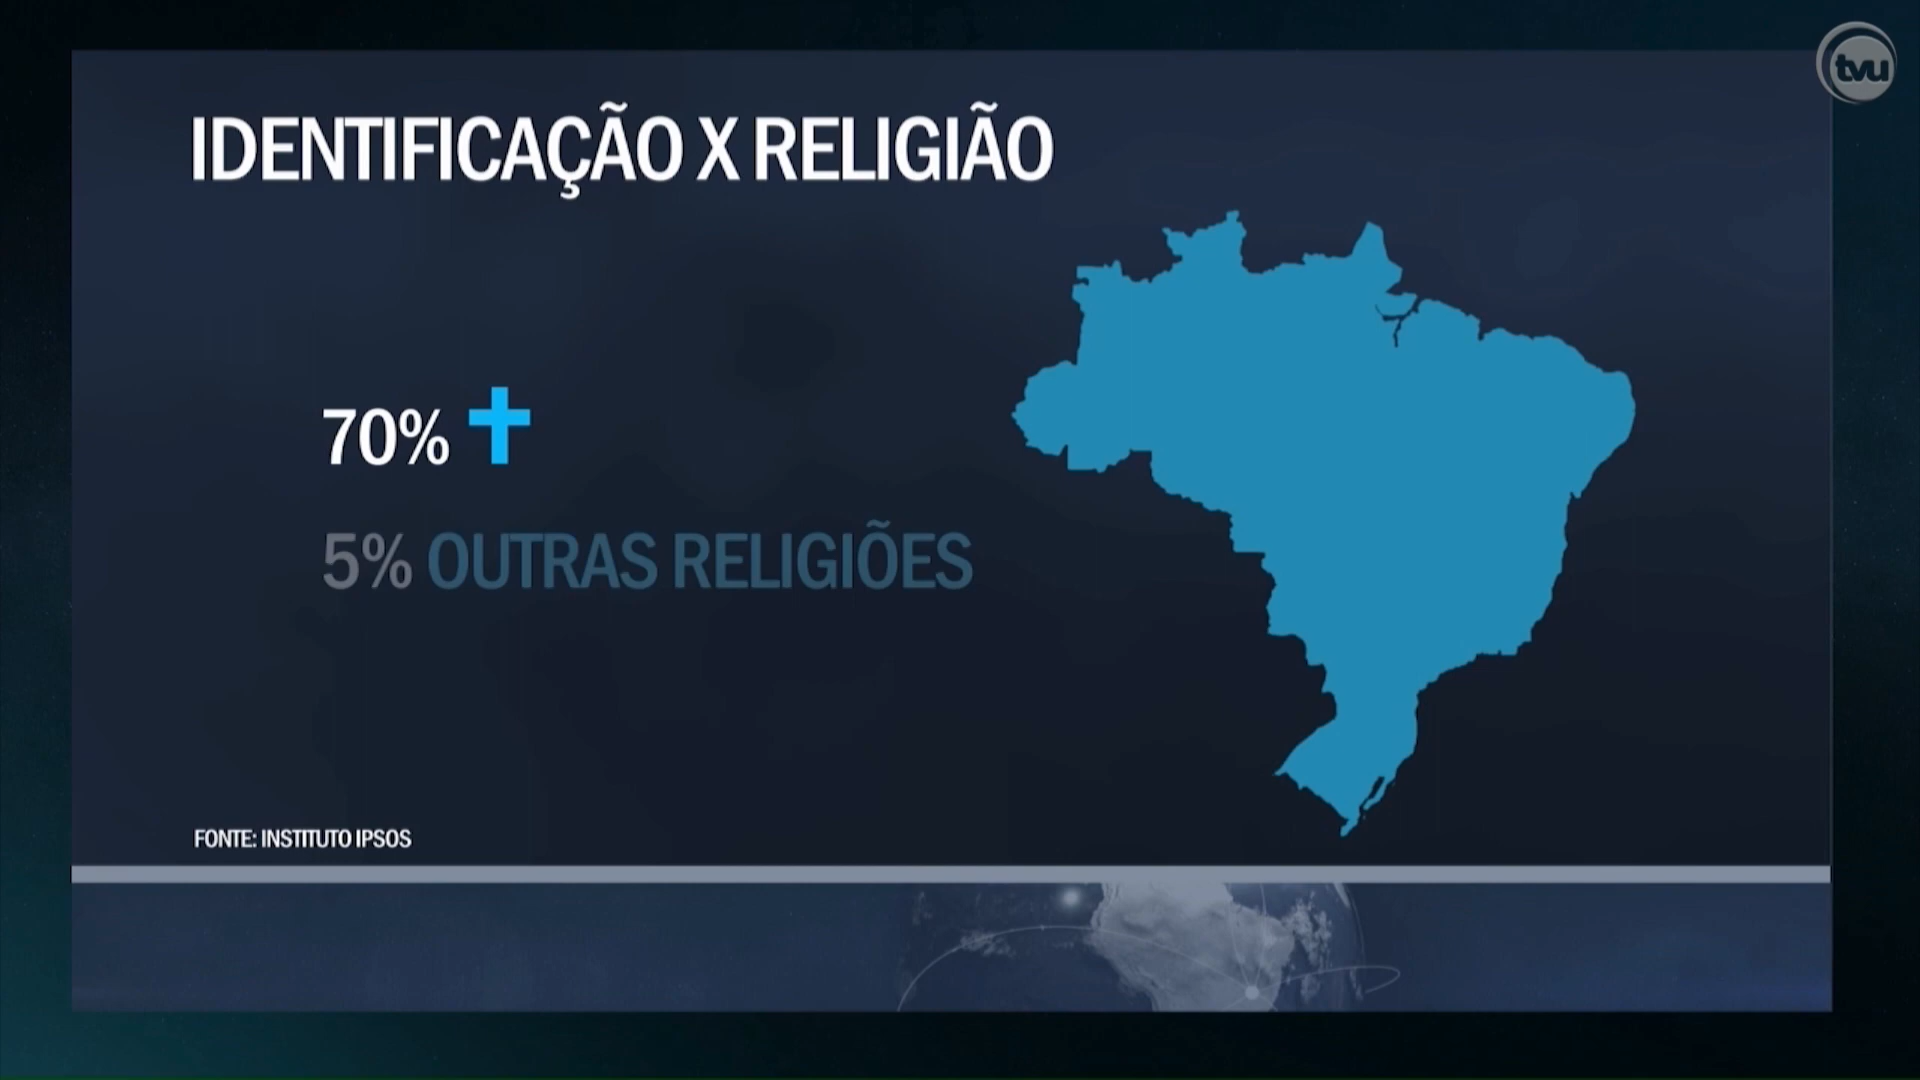 tvu
IDENTIFICAÇÃO X RELIGIÃO
70%
5% OUTRAS RELIGIÕES
FONTE: INSTITUTO IPSOS